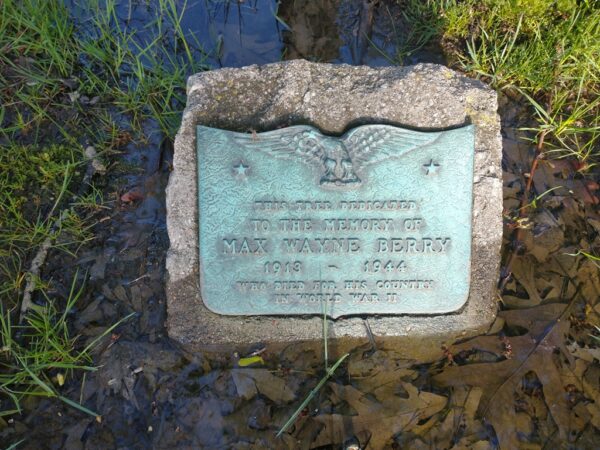 THIS TREE DEDICATED
TO THE MEMORY OF
MAX WAYNE BERRY
1913 - 1944
WHO DIED FOR HIS COUNTRY
IN WORLD WAR II